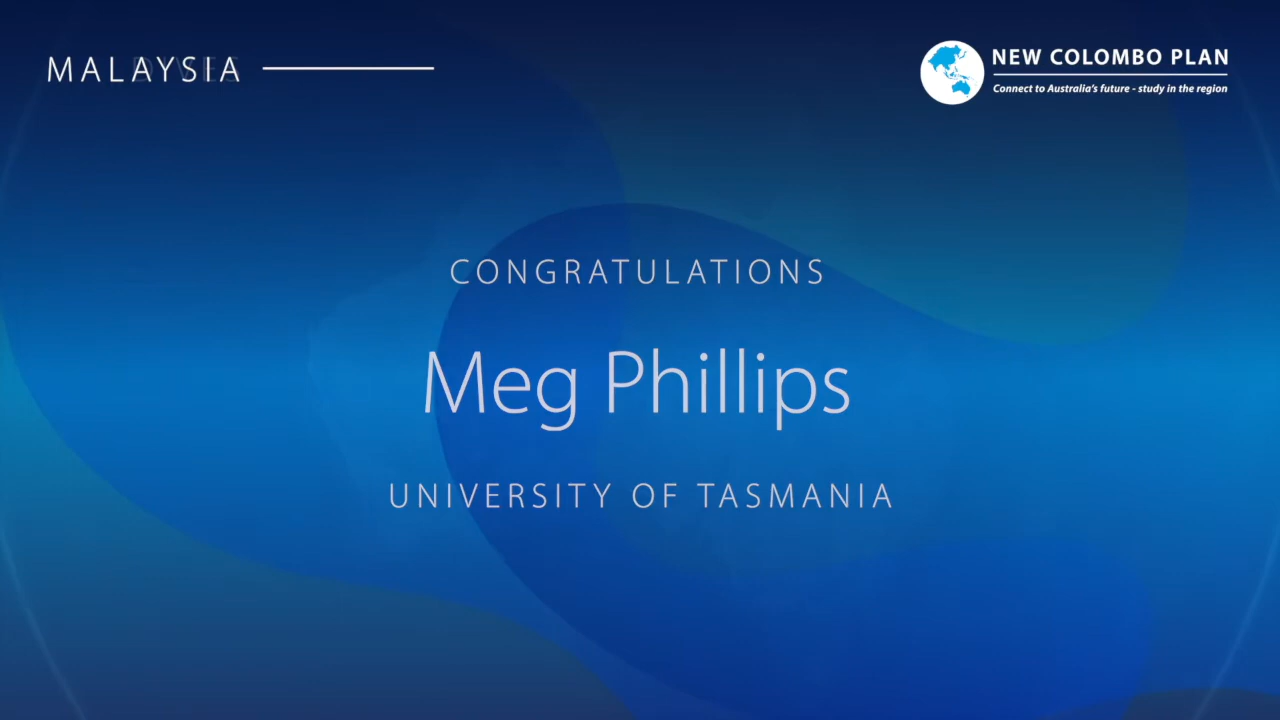 MALAYSIA
NEW COLOMBO PLAN
Connect to Australia's future - study in the region
CONGRATULATIONS
Meg Phillips
UNIVERSITY OF TASMANIA